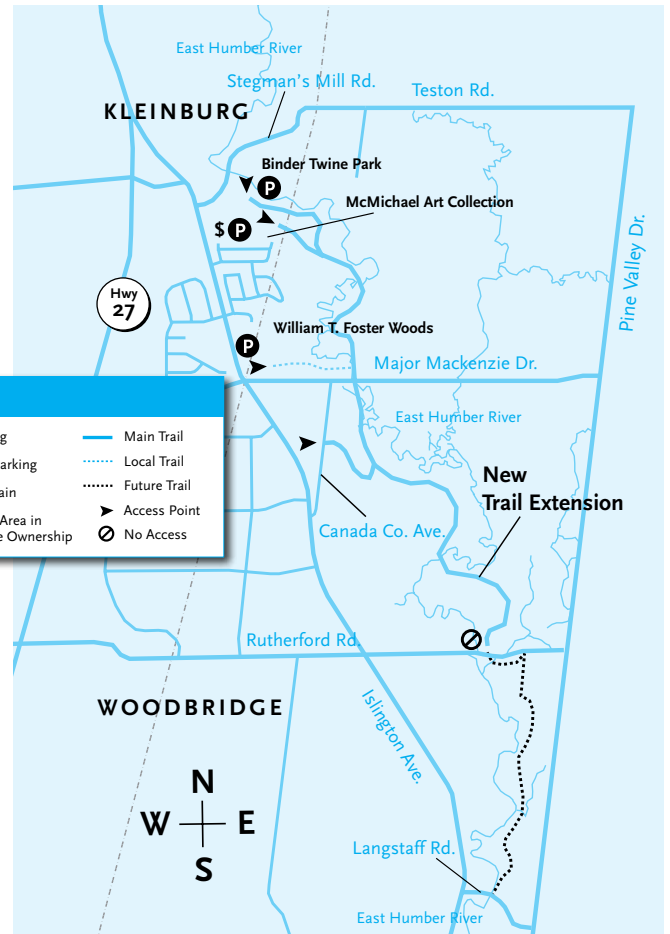 East Humber River
Stegman's Mill Rd.
Teston Rd.
KLEINBURG
Binder Twine Park
P
McMichael Art Collection
$ P
Pine Valley Dr.
Hwy
27
William T. Foster Woods
P
Major Mackenzie Dr.
East Humber River
Main Trail
Local Trail
Future Trail
Area in
Access Point
Ownership
No Access
New
Trail Extension
Canada Co. Ave.
Rutherford Rd.
WOODBRIDGE
Islington Ave.
N
W E
S
Langstaff Rd.
East Humber River